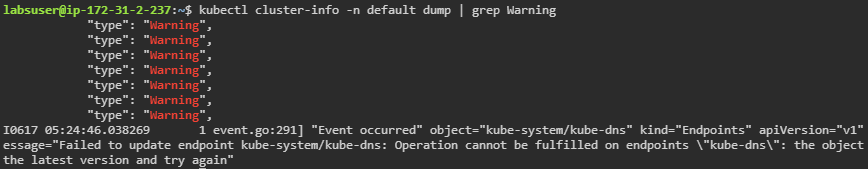 labsuser@ip-172-31-2-237:~$ kubectl cluster-info -n default dump | grep Warning
"type": "Warning",
"type": "Warning",
"type": "Warning",
"type": "Warning",
"type": "Warning",
"type": "Warning",
"type": "Warning",
I0617 05:24:46.038269       1 event.go:291] "Event occurred" object="kube-system/kube-dns" kind="Endpoints" apiVersion="v1"
essage="Failed to update endpoint kube-system/kube-dns: Operation cannot be fulfilled on endpoints \"kube-dns\": the object
the latest version and try again"